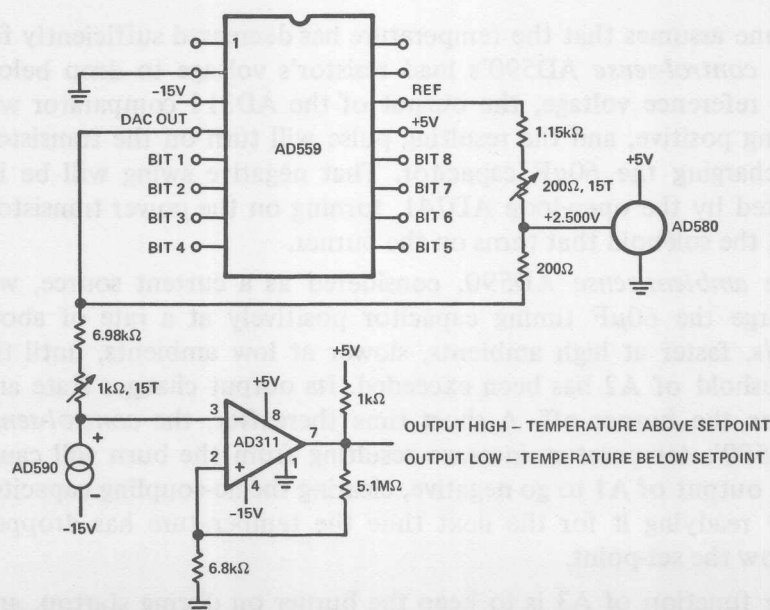 1
-15V
REF
DAC OUT
+5V
AD559
1.15kΩ
BIT 1
BIT 8
+5V
BIT 2
BIT 7
200Ω, 15T
BIT 3
BIT 6
+2.500V
AD580
BIT 4
BIT 5
200Ω
6.98kΩ
+5V
1kΩ, 15T
+5V
1kΩ
3
8
7
OUTPUT HIGH – TEMPERATURE ABOVE SETPOINT
+
2
AD311
OUTPUT LOW – TEMPERATURE BELOW SETPOINT
AD590
+
1
–
4
5.1MΩ
-15V
-15V
6.8kΩ